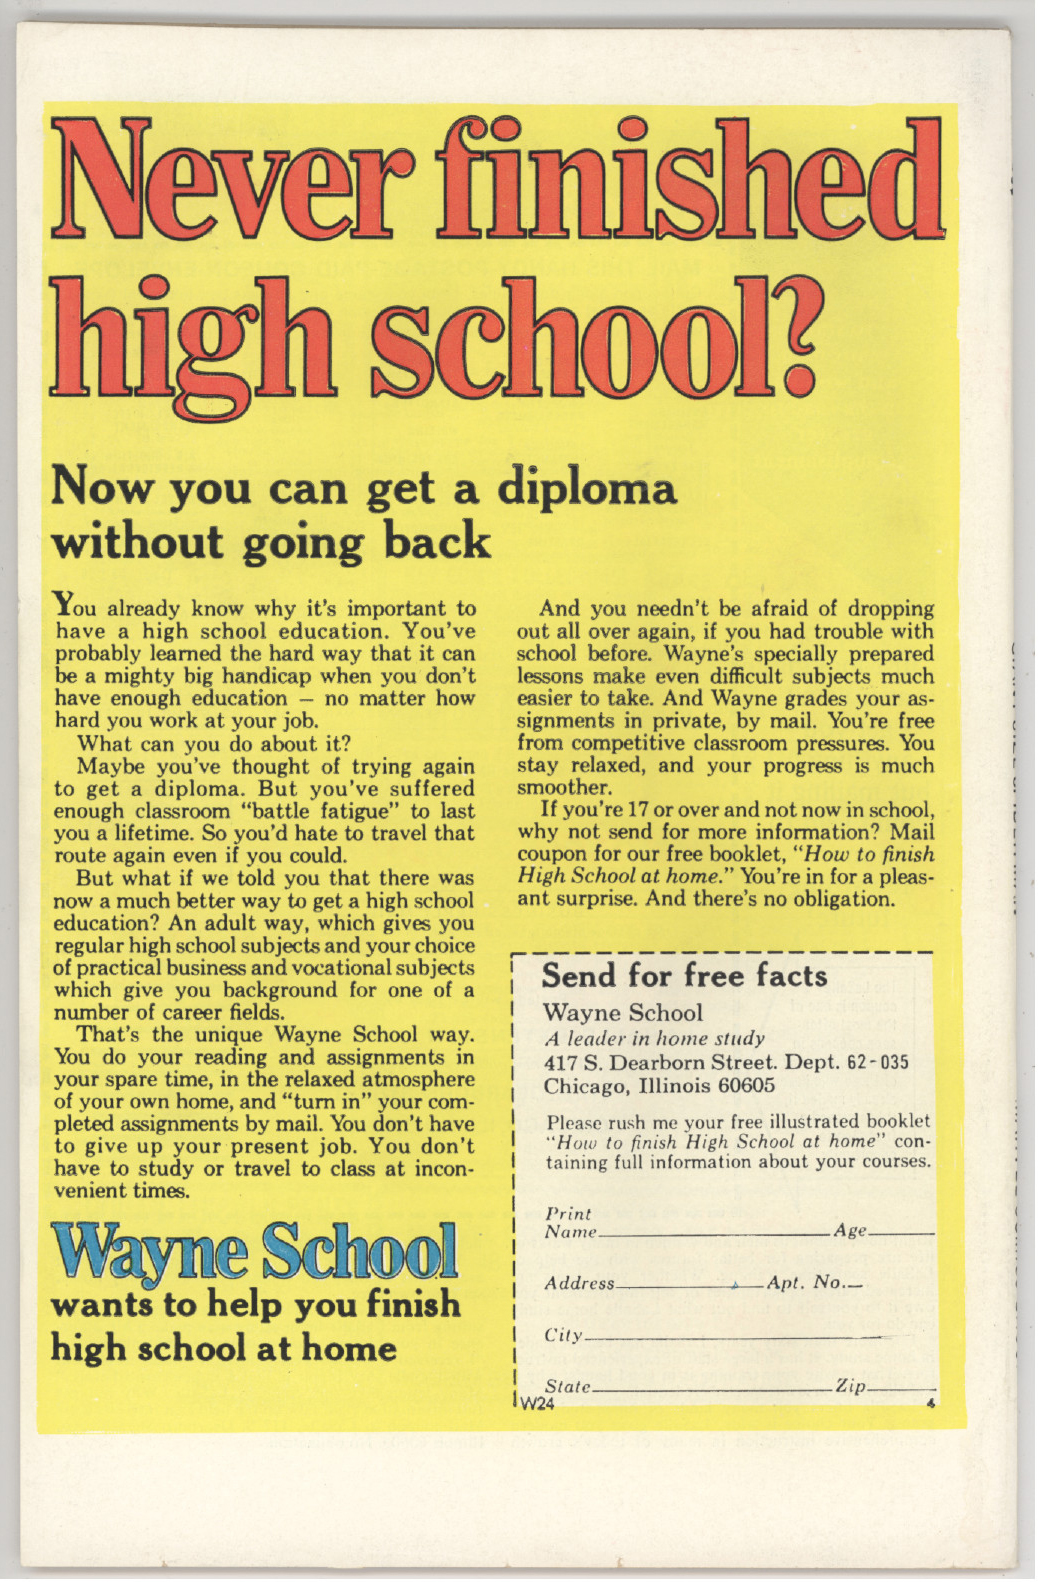 Never finished
high school?
Now you can get a diploma
without going back
You already know why it's important to
have a high school education. You've
probably learned the hard way that it can
be a mighty big handicap when you don't
have enough education — no matter how
hard you work at your job.
What can you do about it?
Maybe you've thought of trying again
to get a diploma. But you've suffered
enough classroom "battle fatigue" to last
you a lifetime. So you'd hate to travel that
route again even if you could.
But what if we told you that there was
now a much better way to get a high school
education? An adult way, which gives you
regular high school subjects and your choice
of practical business and vocational subjects
which give you background for one of a
number of career fields.
That's the unique Wayne School way.
You do your reading and assignments in
your spare time, in the relaxed atmosphere
of your own home, and "turn in" your com-
pleted assignments by mail. You don't have
to give up your present job. You don't
have to study or travel to class at incon-
venient times.
Wayne School
wants to help you finish
high school at home
And you needn't be afraid of dropping
out all over again, if you had trouble with
school before. Wayne's specially prepared
lessons make even difficult subjects much
easier to take. And Wayne grades your as-
signments in private, by mail. You're free
from competitive classroom pressures. You
stay relaxed, and your progress is much
smoother.
If you're 17 or over and not now in school,
why not send for more information? Mail
coupon for our free booklet, "How to finish
High School at home." You're in for a pleas-
ant surprise. And there's no obligation.
Send for free facts
Wayne School
A leader in home study
417 S. Dearborn Street. Dept. 62-035
Chicago, Illinois 60605
Please rush me your free illustrated booklet
"How to finish High School at home" con-
taining full information about your courses.
Print
Name Age
Address Apt. No.
City
State Zip
W24 4